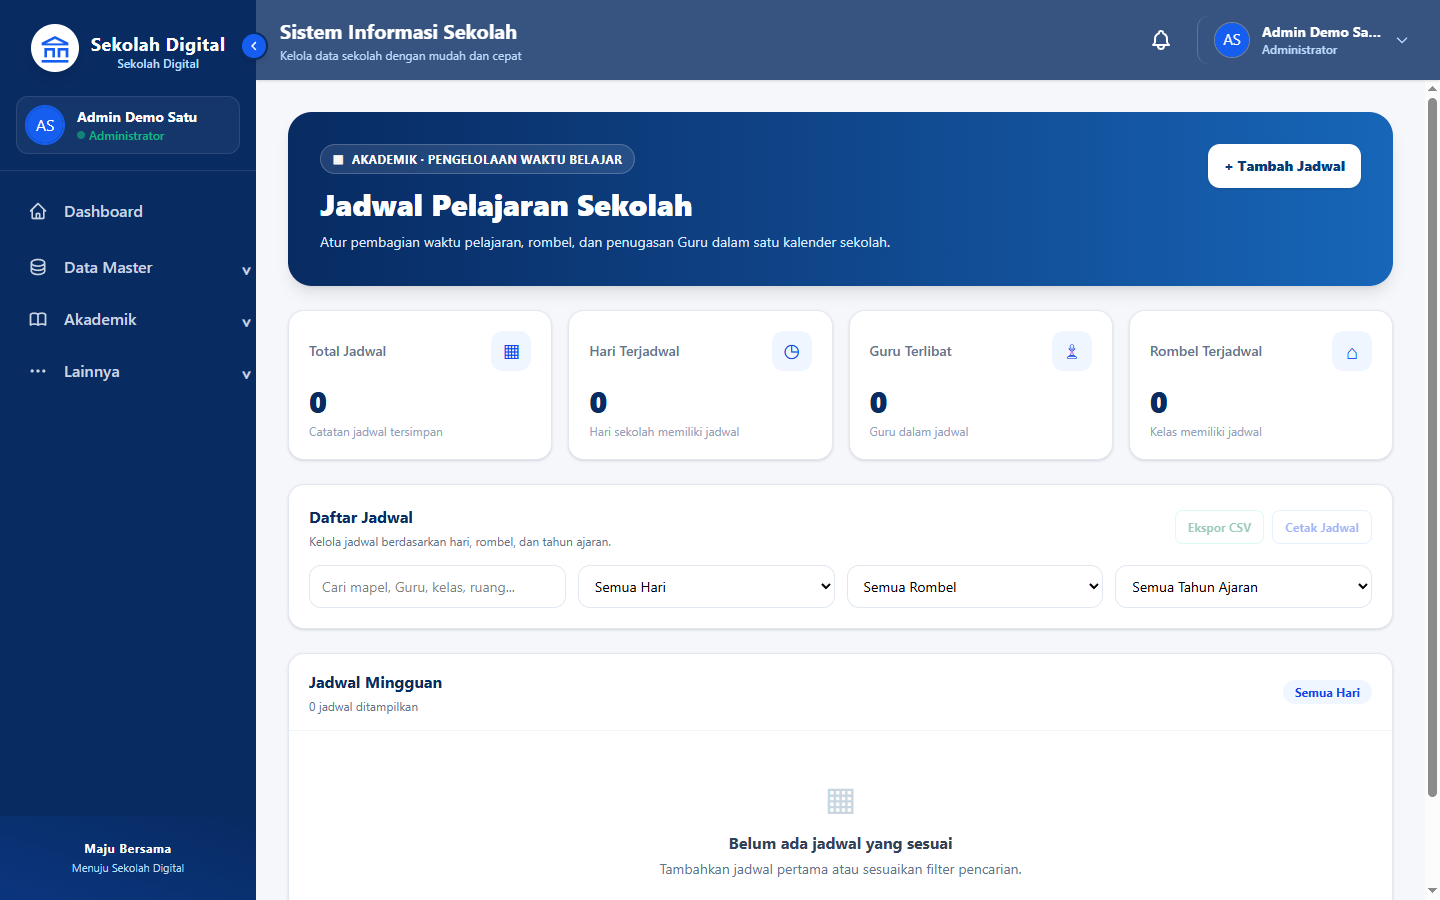 Sekolah Digital
Sekolah Digital
AS
Admin Demo Satu
Administrator
Dashboard
Data Master
Akademik
Lainnya
Maju Bersama
Menuju Sekolah Digital
Sistem Informasi Sekolah
Kelola data sekolah dengan mudah dan cepat
AS
Admin Demo Sa...
Administrator
AKADEMIK · PENGELOLAAN WAKTU BELAJAR
Jadwal Pelajaran Sekolah
Atur pembagian waktu pelajaran, rombel, dan penugasan Guru dalam satu kalender sekolah.
+ Tambah Jadwal
Total Jadwal
0
Catatan jadwal tersimpan
Hari Terjadwal
0
Hari sekolah memiliki jadwal
Guru Terlibat
0
Guru dalam jadwal
Rombel Terjadwal
0
Kelas memiliki jadwal
Daftar Jadwal
Kelola jadwal berdasarkan hari, rombel, dan tahun ajaran.
Ekspor CSV
Cetak Jadwal
Cari mapel, Guru, kelas, ruang...
Semua Hari
Semua Rombel
Semua Tahun Ajaran
Jadwal Mingguan
0 jadwal ditampilkan
Semua Hari
Belum ada jadwal yang sesuai
Tambahkan jadwal pertama atau sesuaikan filter pencarian.